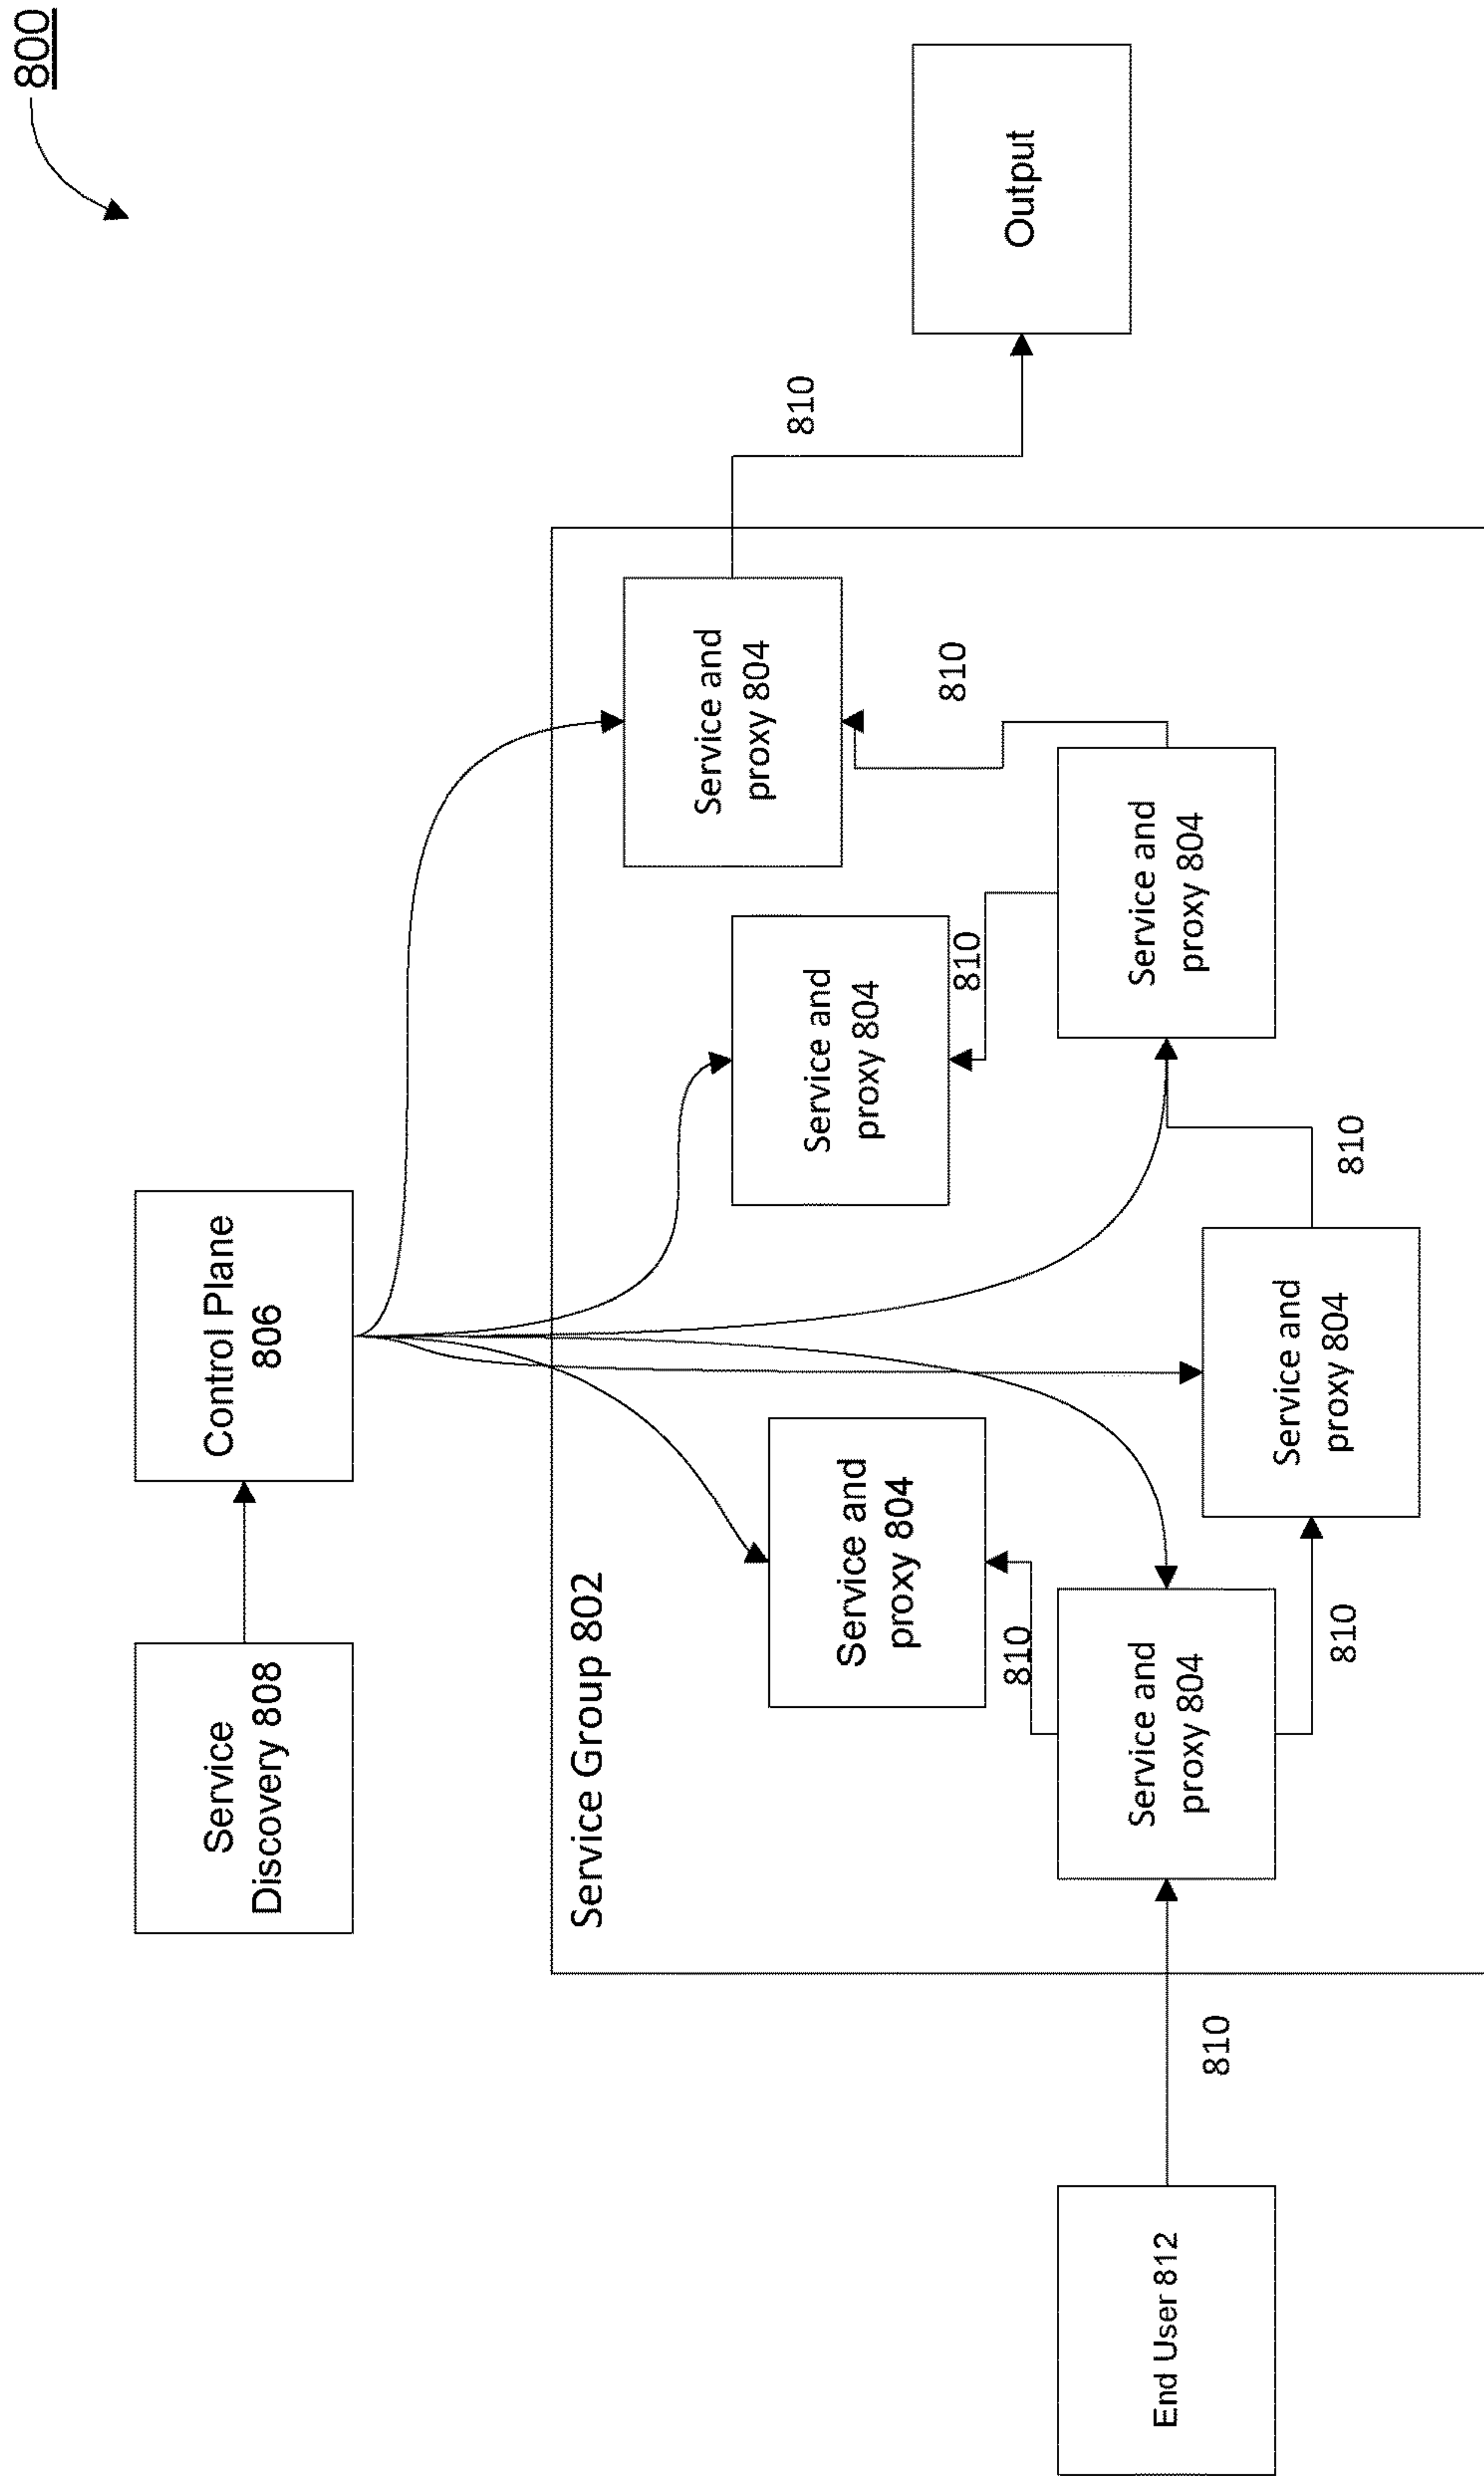 800
Service
Discovery 808
Control Plane
806
Service Group 802
Service and
proxy 804
810
Service and
proxy 804
Service and
proxy 804
810
810
810
Output
End User 812
810
Service and
proxy 804
Service and
proxy 804
810
Service and
proxy 804
810